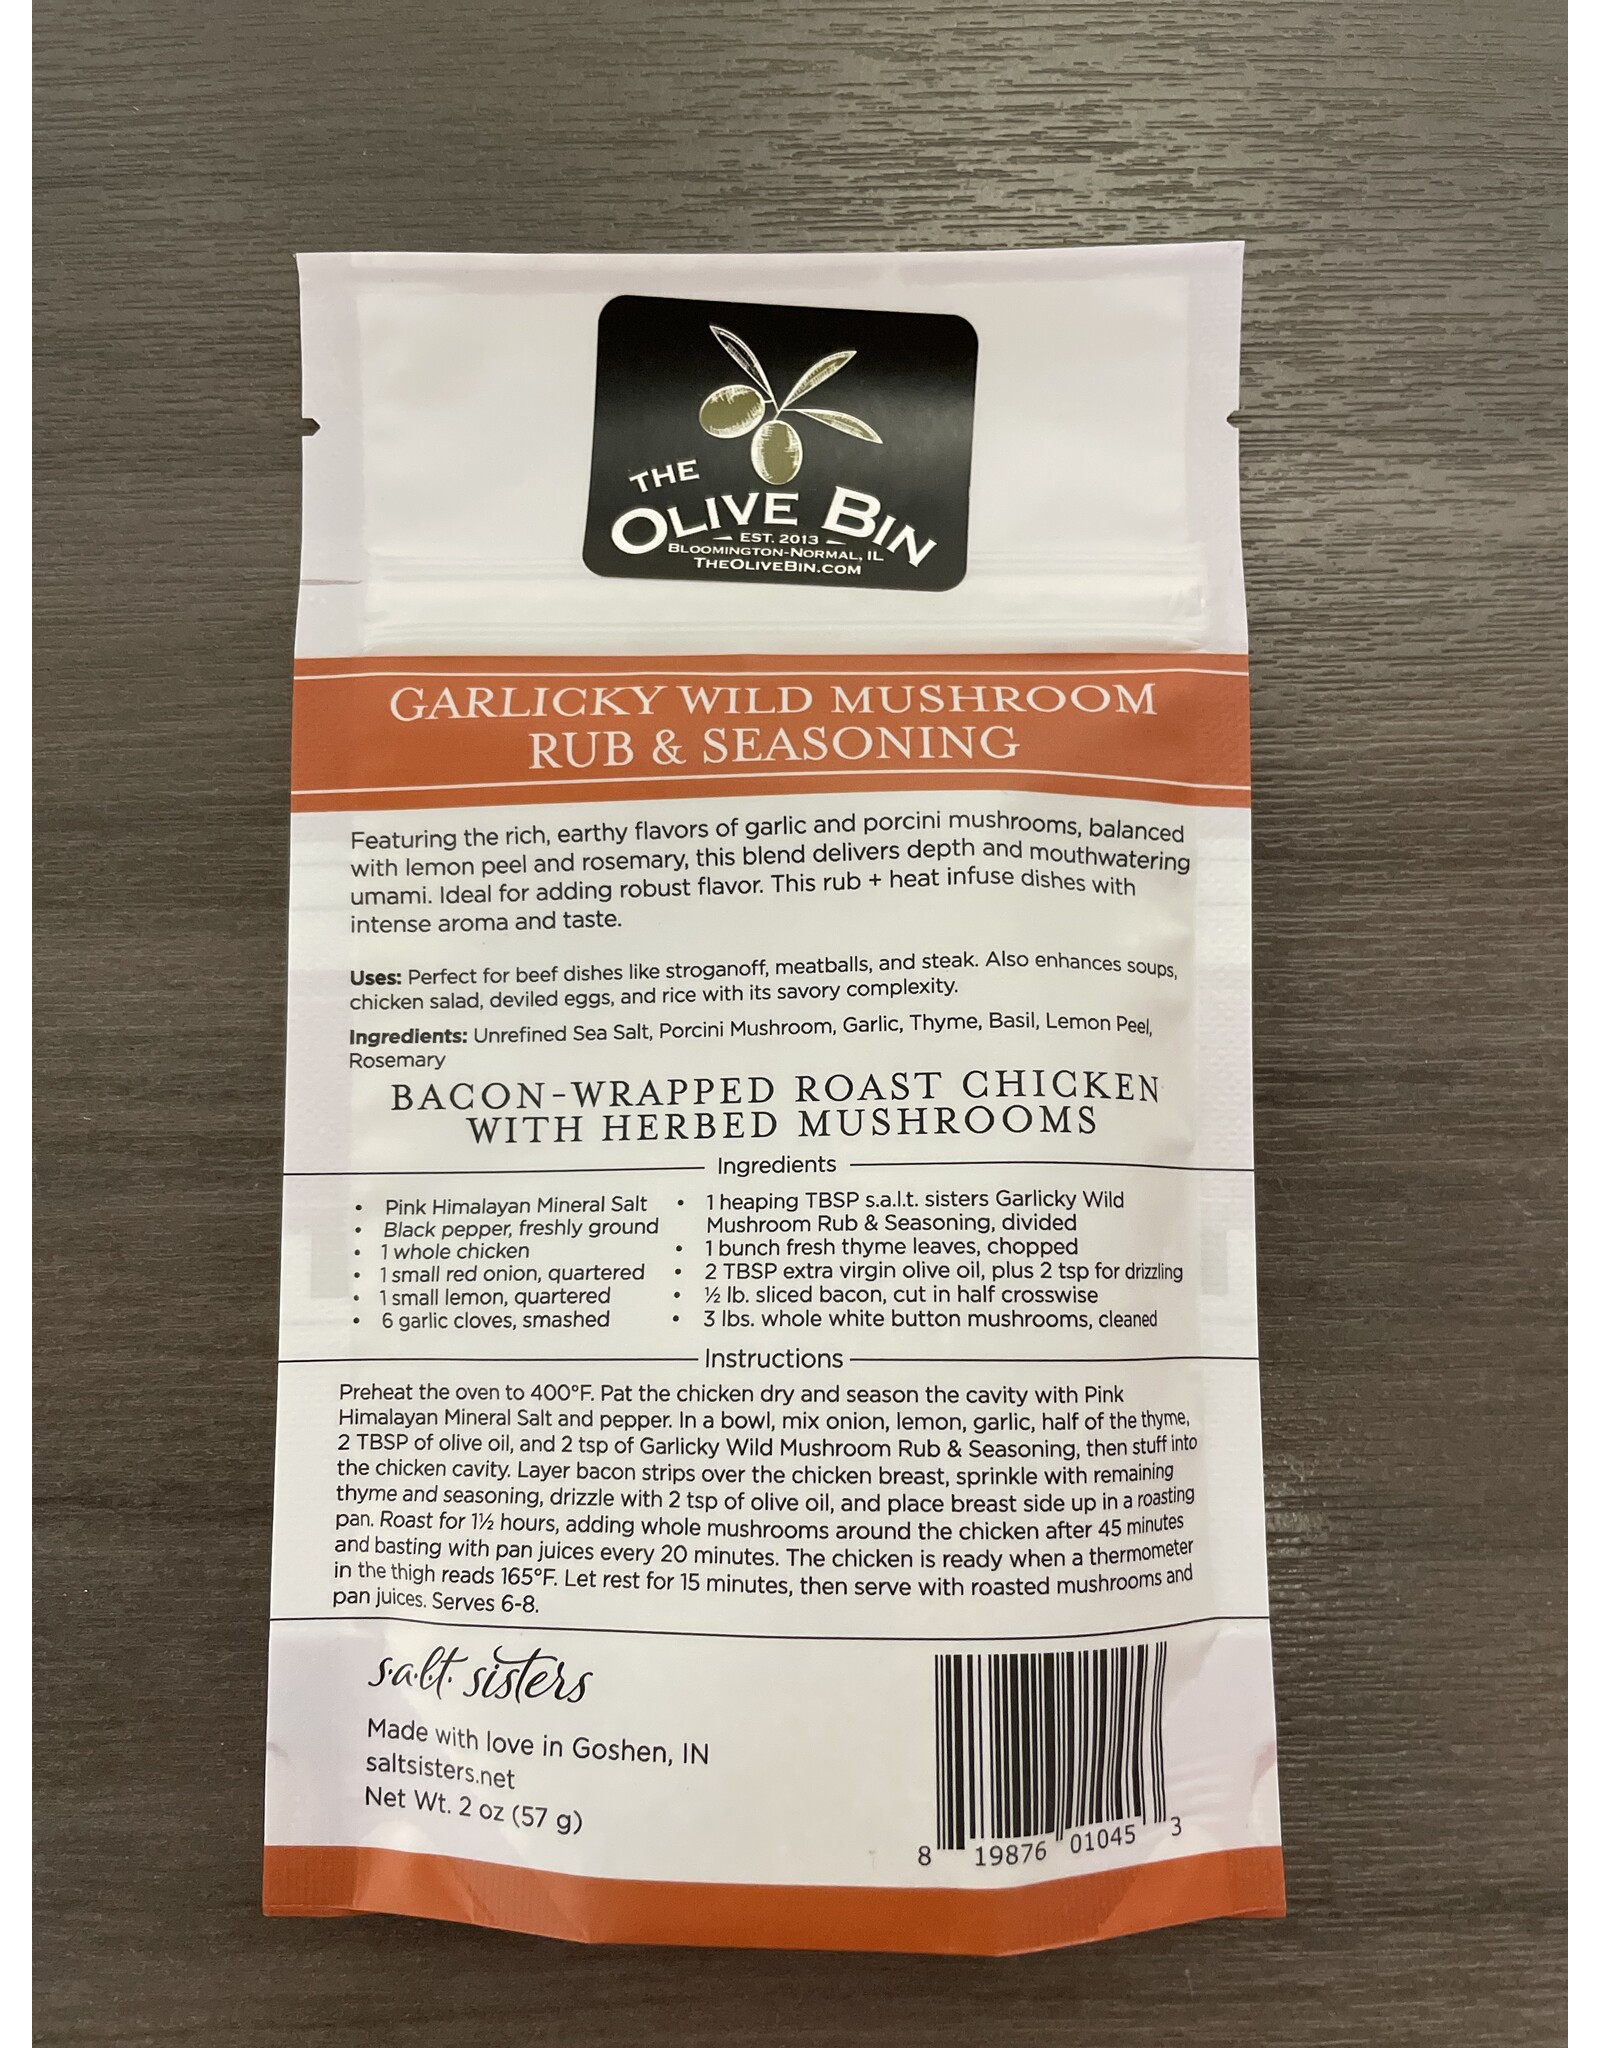 THE
OLIVE BIN
EST. 2013
BLOOMINGTON-NORMAL, IL
THEOLIVEBIN.COM
GARLICKY WILD MUSHROOM
RUB & SEASONING
Featuring the rich, earthy flavors of garlic and porcini mushrooms, balanced
with lemon peel and rosemary, this blend delivers depth and mouthwatering
umami. Ideal for adding robust flavor. This rub + heat infuse dishes with
intense aroma and taste.
Uses: Perfect for beef dishes like stroganoff, meatballs, and steak. Also enhances soups,
chicken salad, deviled eggs, and rice with its savory complexity.
Ingredients: Unrefined Sea Salt, Porcini Mushroom, Garlic, Thyme, Basil, Lemon Peel,
Rosemary
BACON-WRAPPED ROAST CHICKEN
WITH HERBED MUSHROOMS
Ingredients
• Pink Himalayan Mineral Salt
• Black pepper, freshly ground
• 1 whole chicken
• 1 small red onion, quartered
• 1 small lemon, quartered
• 6 garlic cloves, smashed
• 1 heaping TBSP s.a.l.t. sisters Garlicky Wild
Mushroom Rub & Seasoning, divided
• 1 bunch fresh thyme leaves, chopped
• 2 TBSP extra virgin olive oil, plus 2 tsp for drizzling
• ½ lb. sliced bacon, cut in half crosswise
• 3 lbs. whole white button mushrooms, cleaned
Instructions
Preheat the oven to 400°F. Pat the chicken dry and season the cavity with Pink
Himalayan Mineral Salt and pepper. In a bowl, mix onion, lemon, garlic, half of the thyme,
2 TBSP of olive oil, and 2 tsp of Garlicky Wild Mushroom Rub & Seasoning, then stuff into
the chicken cavity. Layer bacon strips over the chicken breast, sprinkle with remaining
thyme and seasoning, drizzle with 2 tsp of olive oil, and place breast side up in a roasting
pan. Roast for 1½ hours, adding whole mushrooms around the chicken after 45 minutes
and basting with pan juices every 20 minutes. The chicken is ready when a thermometer
in the thigh reads 165°F. Let rest for 15 minutes, then serve with roasted mushrooms and
pan juices. Serves 6-8.
s.a.l.t. sisters
Made with love in Goshen, IN
saltsisters.net
Net Wt. 2 oz (57 g)
8 19876 01045 3